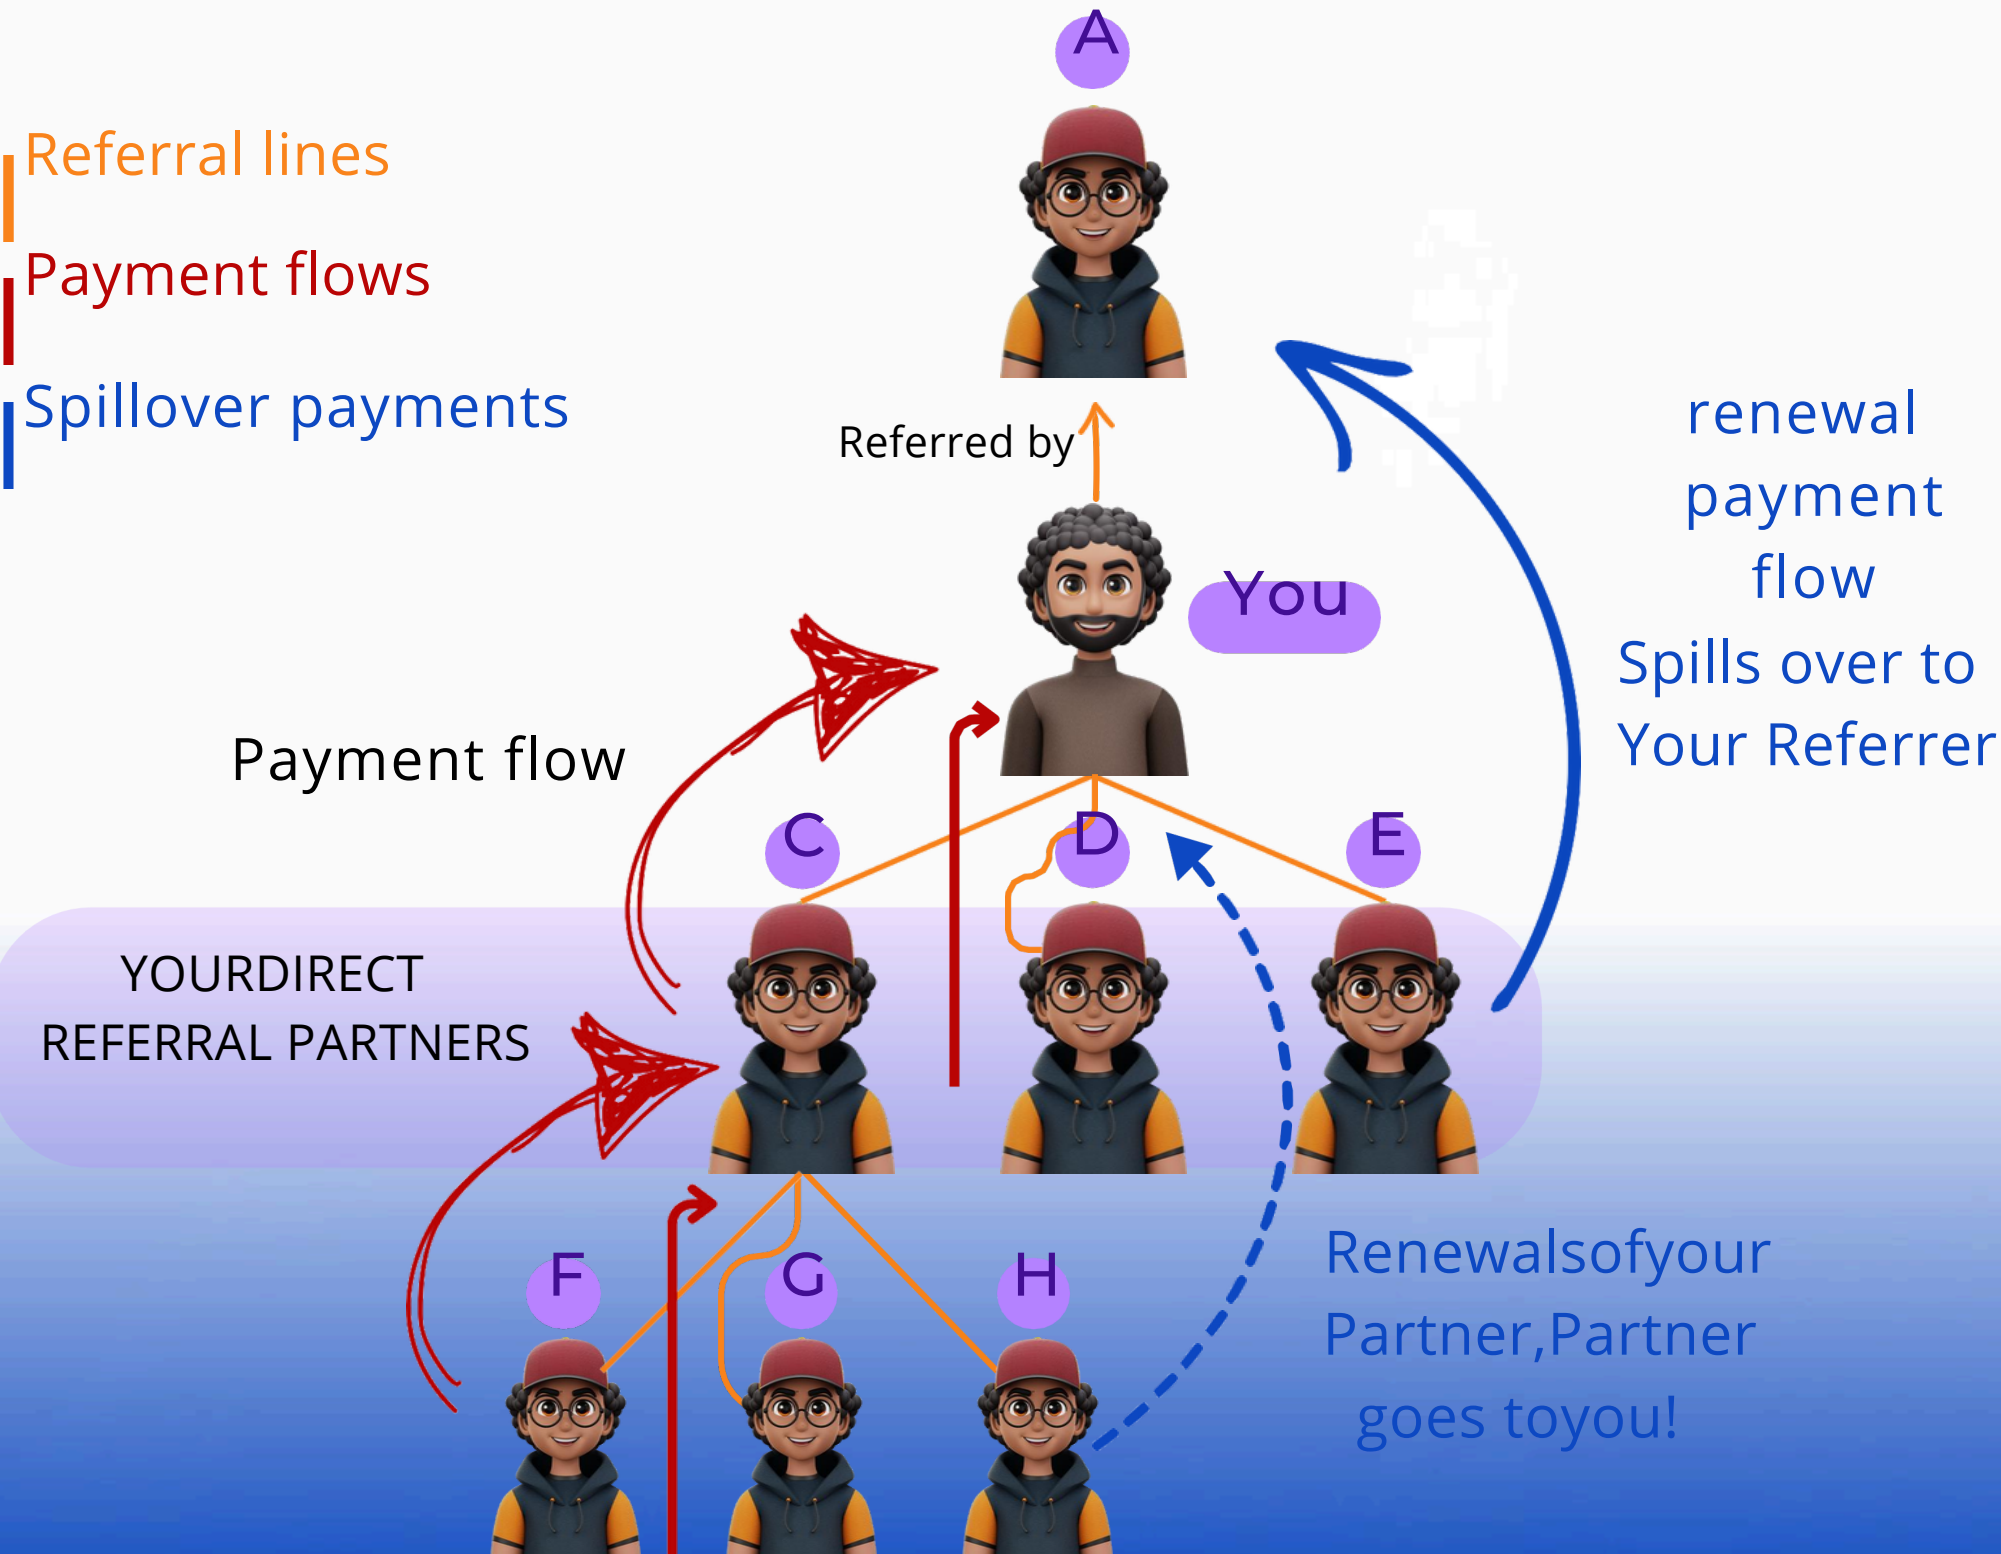 A
Referral lines
Payment flows
Spillover payments
Referred by
renewal
payment
flow
Spills over to
Your Referrer
You
Payment flow
C
D
E
YOURDIRECT
REFERRAL PARTNERS
F
G
H
Renewalsofyour
Partner,Partner
goes toyou!